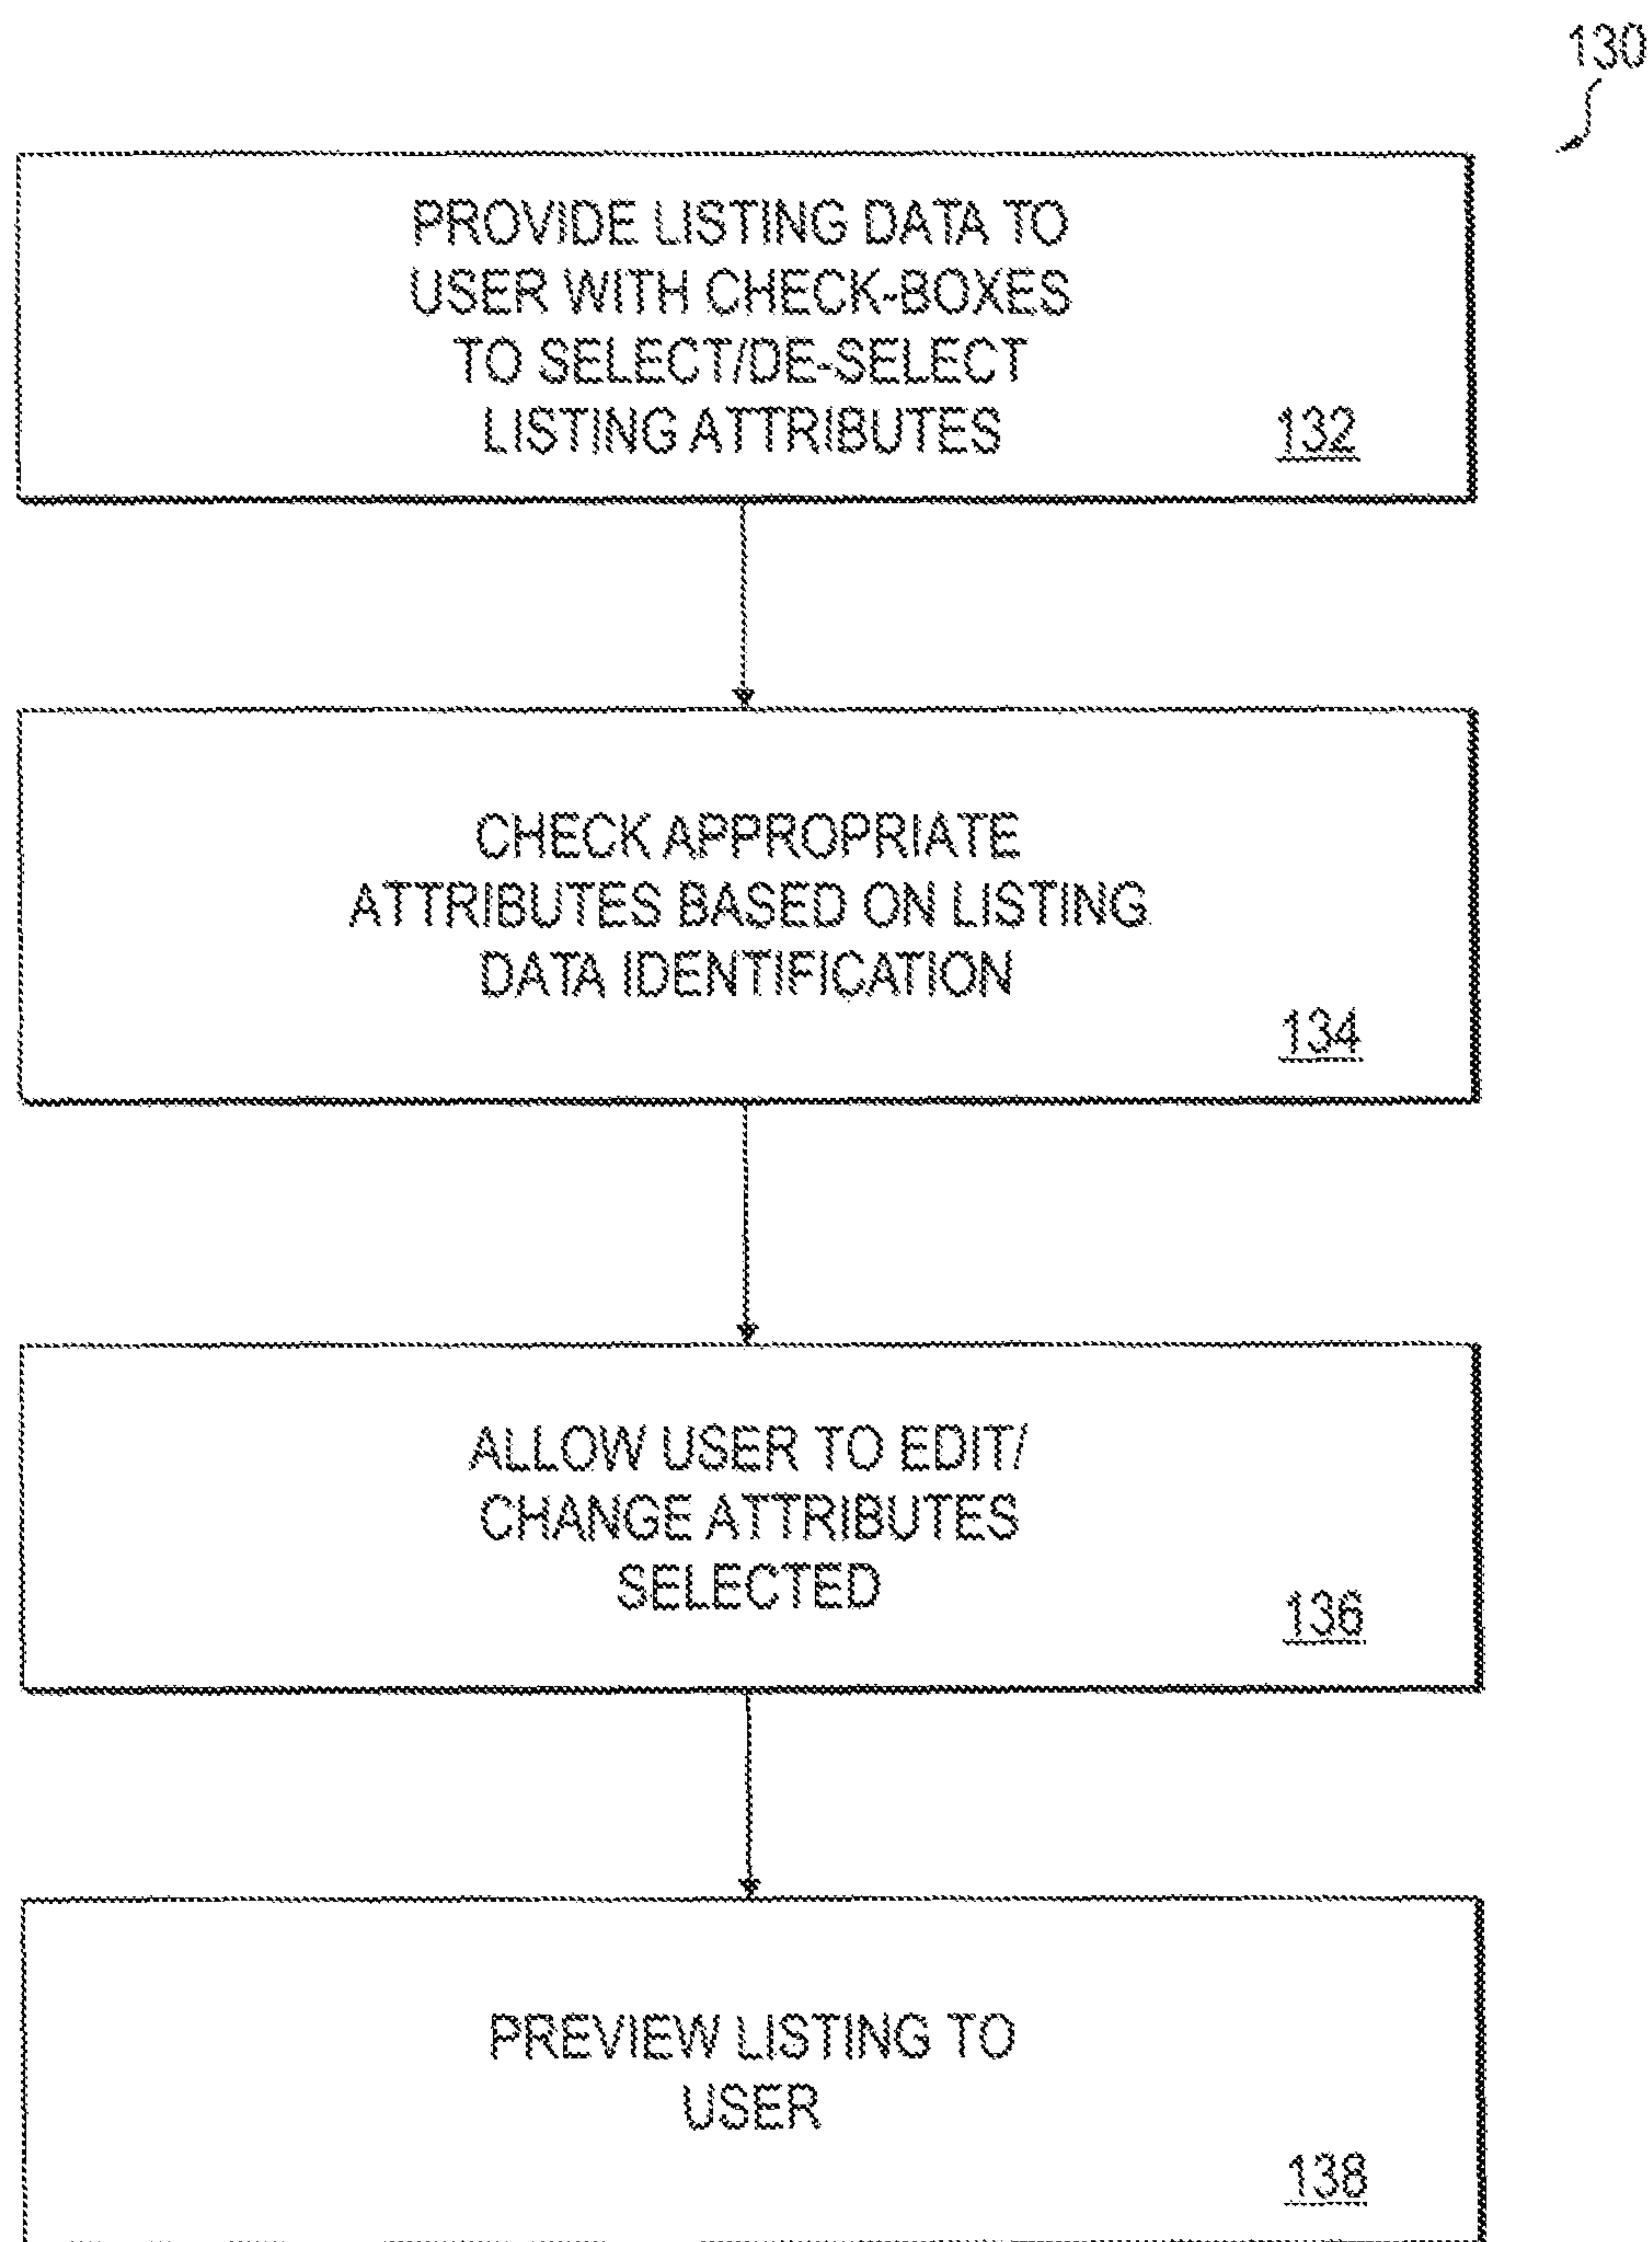 130
PROVIDE LISTING DATA TO
USER WITH CHECK-BOXES
TO SELECT/DE-SELECT
LISTING ATTRIBUTES
132
CHECK APPROPRIATE
ATTRIBUTES BASED ON LISTING
DATA IDENTIFICATION
134
ALLOW USER TO EDIT/
CHANGE ATTRIBUTES
SELECTED
136
PREVIEW LISTING TO
USER
138